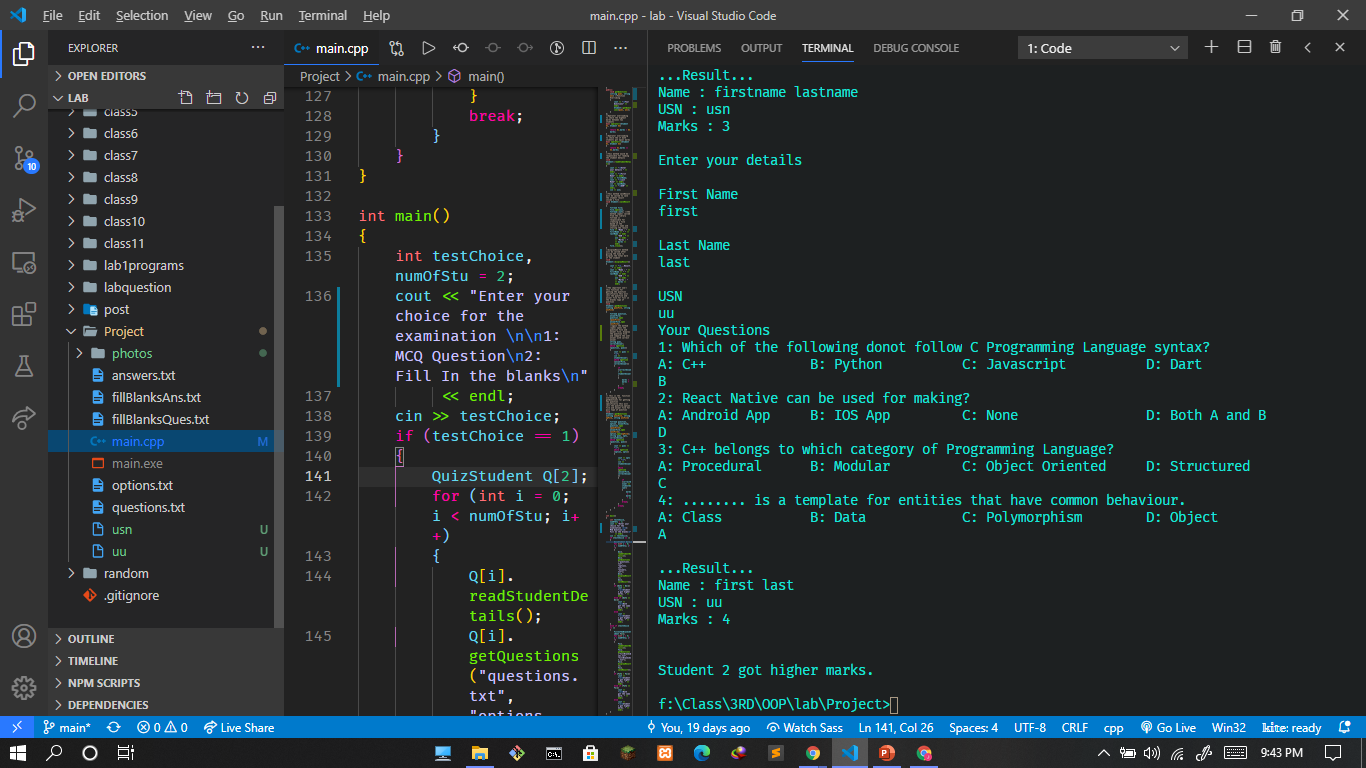 File Edit Selection View Go Run Terminal Help
main.cpp - lab - Visual Studio Code
EXPLORER
OPEN EDITORS
LAB
class5
class6
class7
class8
class9
class10
class11
lab1programs
labquestion
post
Project
photos
answers.txt
fillBlanksAns.txt
fillBlanksQues.txt
main.cpp M
main.exe
options.txt
questions.txt
usn U
uu U
random
.gitignore
OUTLINE
TIMELINE
NPM SCRIPTS
DEPENDENCIES
10
main.cpp
Project > main.cpp > main()
127 }
128 break;
129 }
130 }
131 }
132
133 int main()
134 {
135 int testChoice,
numOfStu = 2;
136 cout << "Enter your
choice for the
examination \n\n1:
MCQ Question\n2:
Fill In the blanks\n"
137 << endl;
138 cin >> testChoice;
139 if (testChoice == 1)
140 {
141 QuizStudent Q[2];
142 for (int i = 0;
i < numOfStu; i+
+)
143 {
144 Q[i].
readStudentDe
tails();
145 Q[i].
getQuestions
("questions.
txt",
"options.
PROBLEMS OUTPUT TERMINAL DEBUG CONSOLE
1: Code
...Result...
Name : firstname lastname
USN : usn
Marks : 3
Enter your details
First Name
first
Last Name
last
USN
uu
Your Questions
1: Which of the following donot follow C Programming Language syntax?
A: C++ B: Python C: Javascript D: Dart
B
2: React Native can be used for making?
A: Android App B: IOS App C: None D: Both A and B
D
3: C++ belongs to which category of Programming Language?
A: Procedural B: Modular C: Object Oriented D: Structured
C
4: ........ is a template for entities that have common behaviour.
A: Class B: Data C: Polymorphism D: Object
A
...Result...
Name : first last
USN : uu
Marks : 4
Student 2 got higher marks.
f:\Class\3RD\OOP\lab\Project>
main* 0 0 Live Share You, 19 days ago Watch Sass Ln 141, Col 26 Spaces: 4 UTF-8 CRLF cpp Go Live Win32 kite: ready
9:43 PM